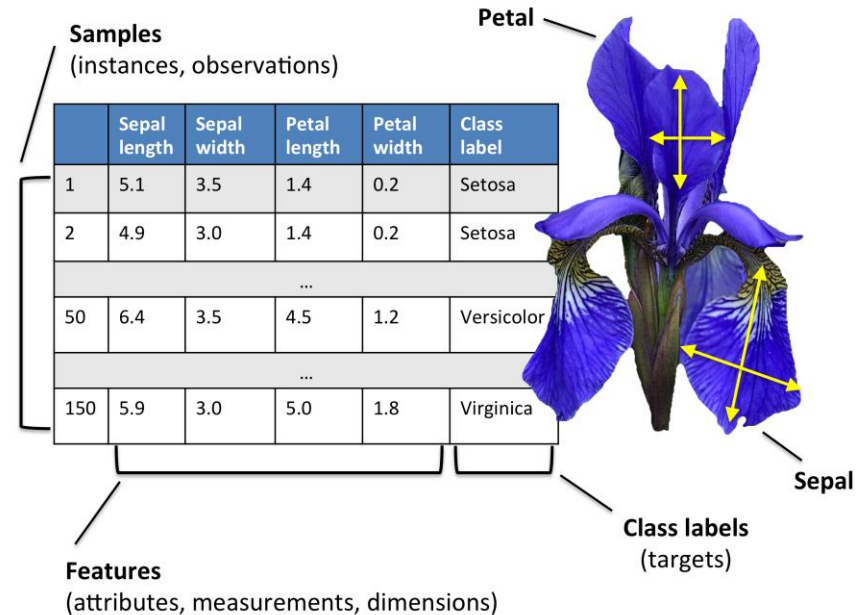 Samples
(instances, observations)
Petal
Sepal length Sepal width Petal length Petal width Class label
1 5.1 3.5 1.4 0.2 Setosa
2 4.9 3.0 1.4 0.2 Setosa
...
50 6.4 3.5 4.5 1.2 Versicolor
...
150 5.9 3.0 5.0 1.8 Virginica
Sepal
Class labels
(targets)
Features
(attributes, measurements, dimensions)